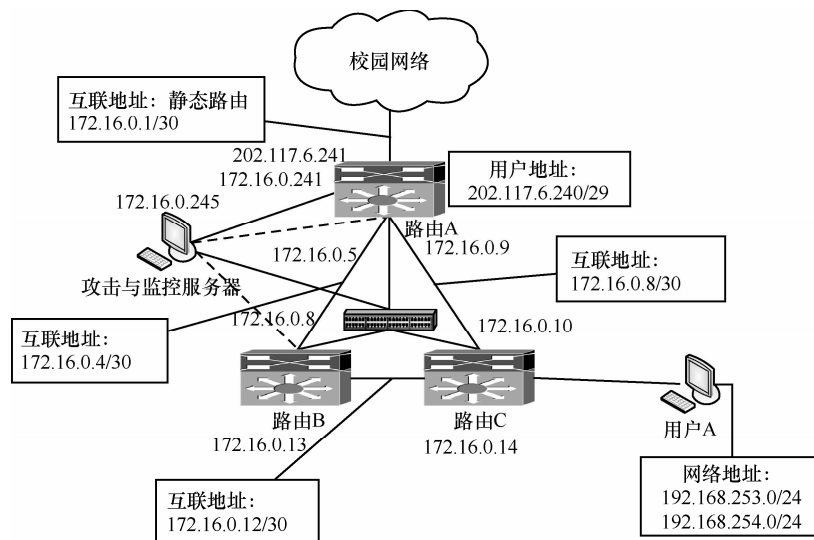 校园网络
互联地址：静态路由
172.16.0.1/30
202.117.6.241
172.16.0.241
用户地址：
202.117.6.240/29
172.16.0.245
路由A
172.16.0.5
172.16.0.9
攻击与监控服务器
互联地址：
172.16.0.8/30
172.16.0.8
172.16.0.10
互联地址：
172.16.0.4/30
路由B
路由C
用户A
172.16.0.13
172.16.0.14
网络地址：
192.168.253.0/24
192.168.254.0/24
互联地址：
172.16.0.12/30